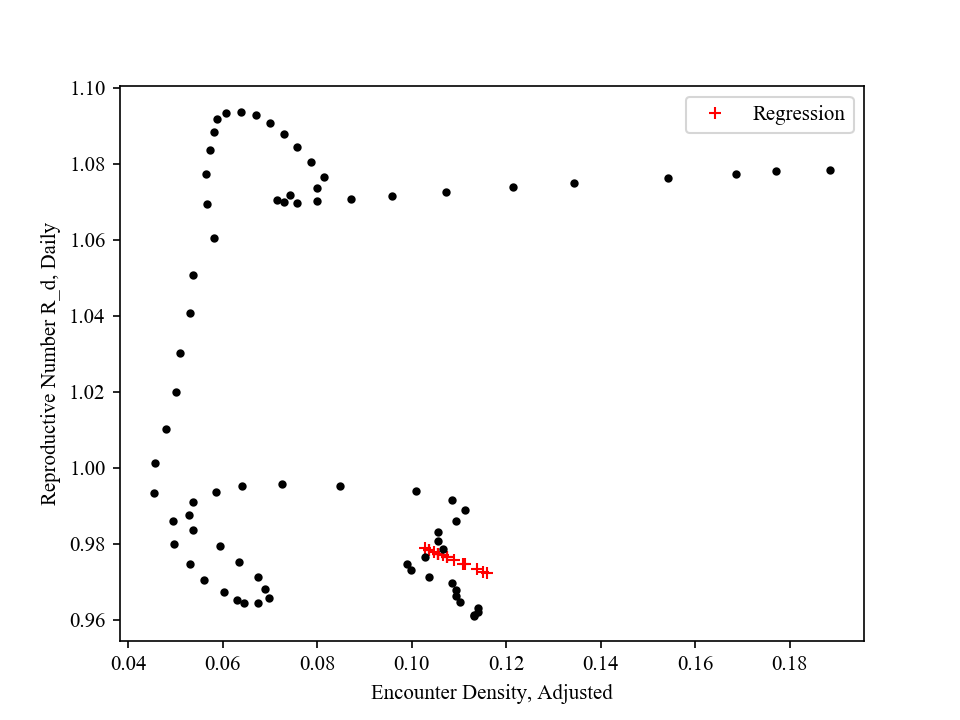 1.10
Regression
1.08
1.06
1.04
1.02
1.00
0.98
0.96
Reproductive Number R_d, Daily
0.04 0.06 0.08 0.10 0.12 0.14 0.16 0.18
Encounter Density, Adjusted